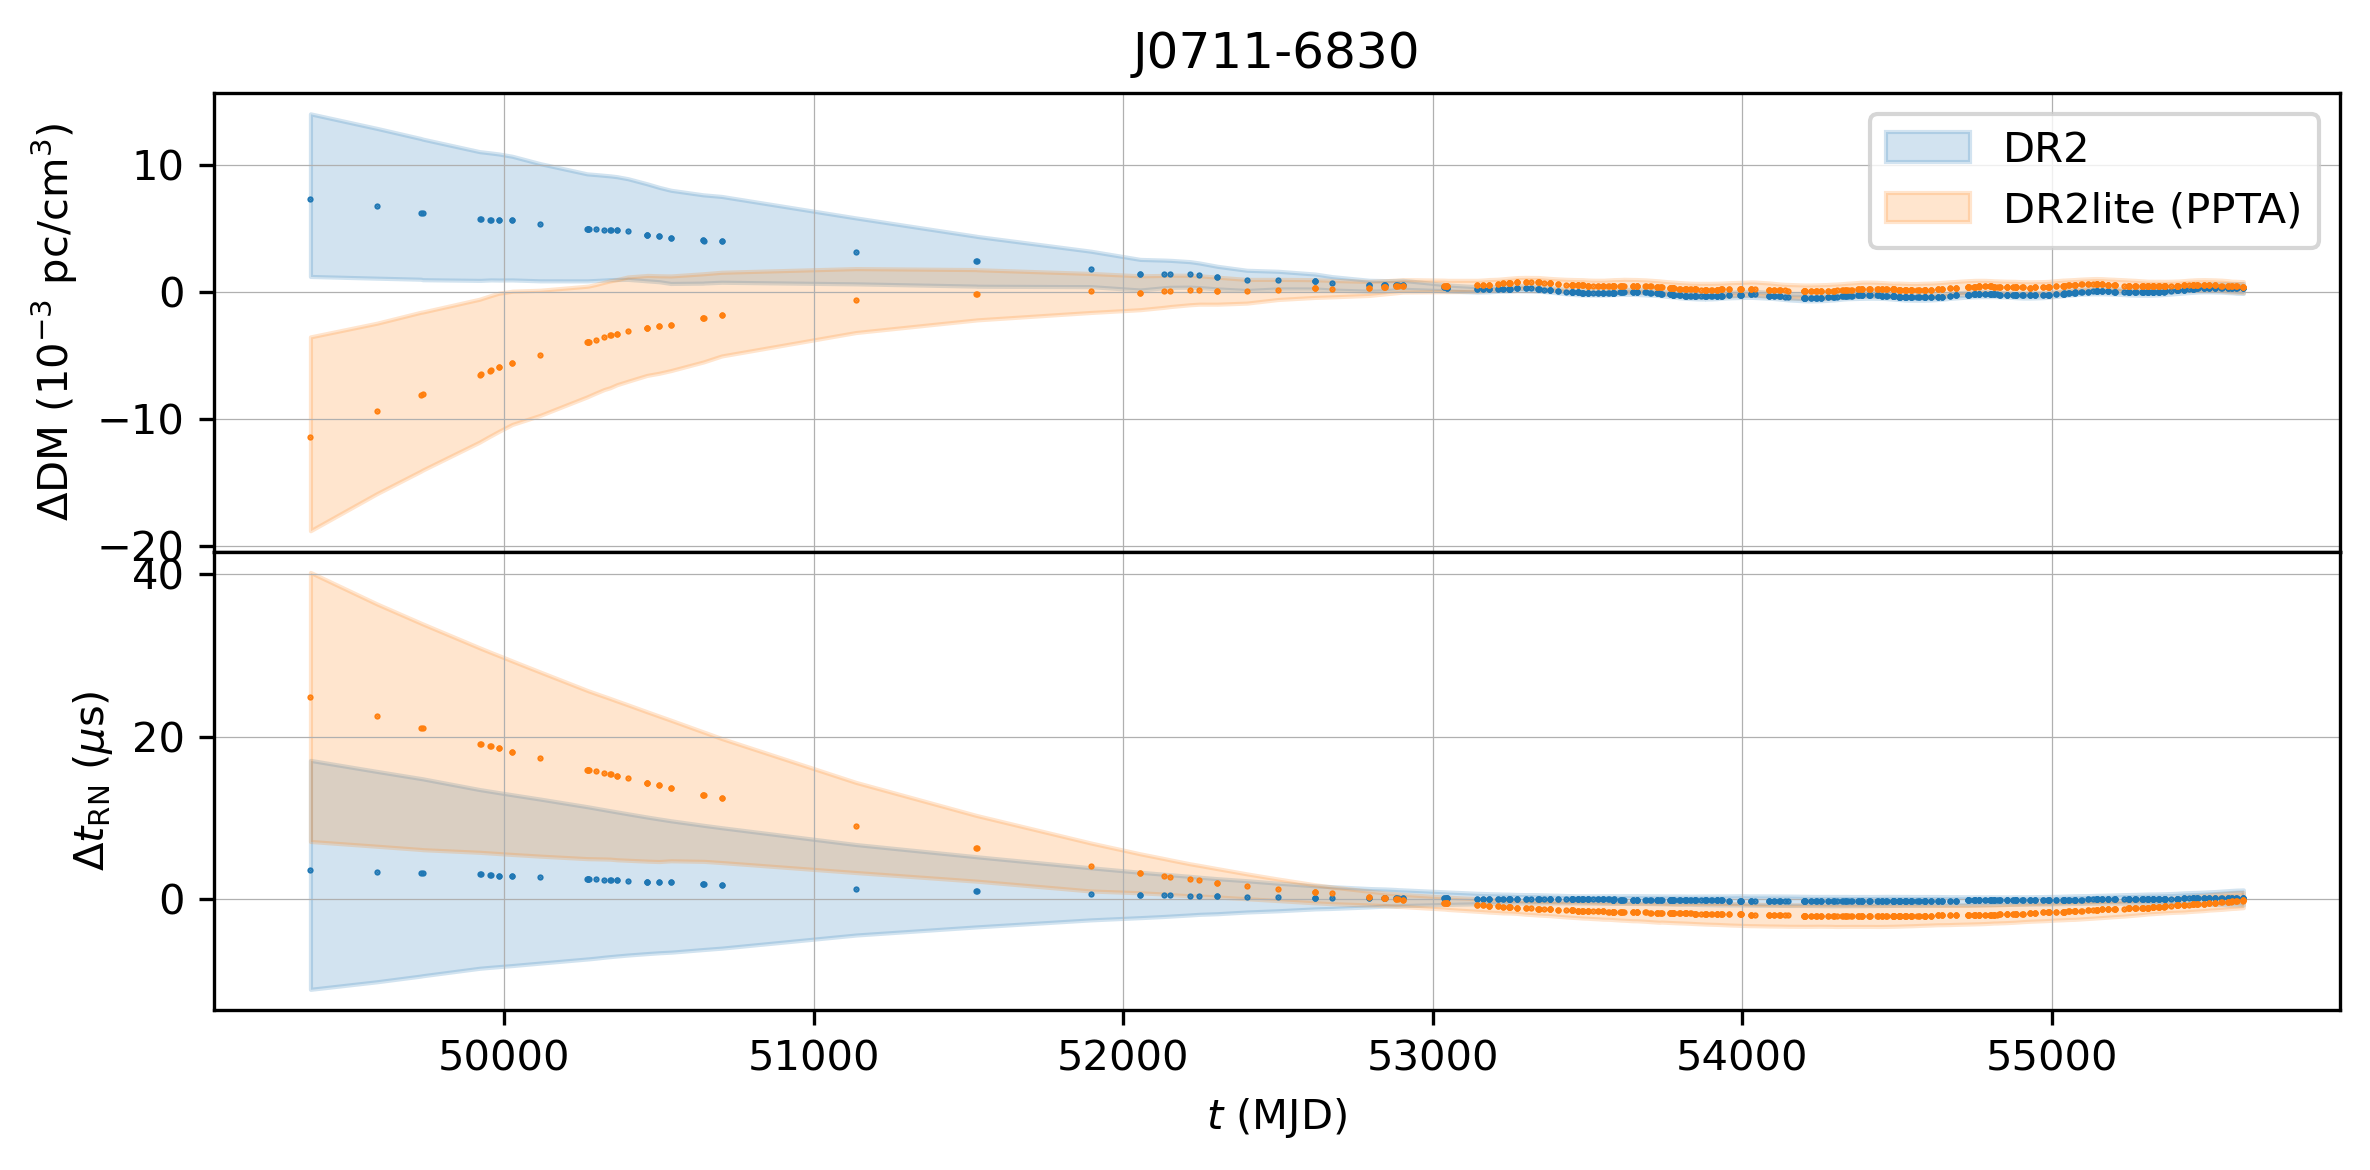 J0711-6830
ΔDM (10⁻³ pc/cm³)
10
0
−10
−20
DR2
DR2lite (PPTA)
Δt_RN (μs)
40
20
0
50000 51000 52000 53000 54000 55000
t (MJD)